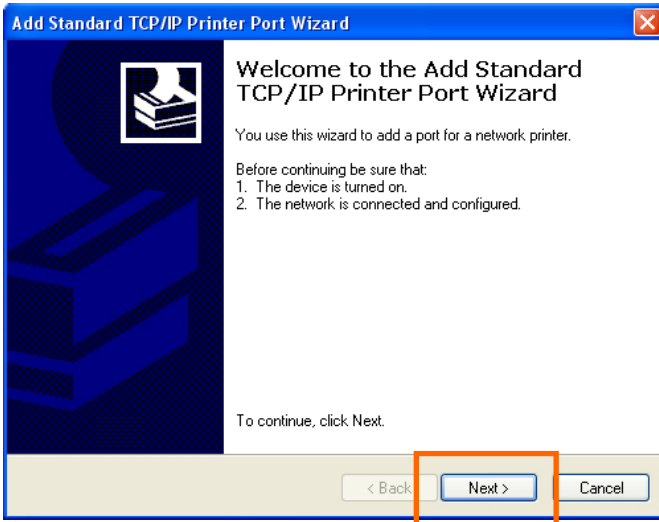 Add Standard TCP/IP Printer Port Wizard
Welcome to the Add Standard
TCP/IP Printer Port Wizard
You use this wizard to add a port for a network printer.
Before continuing be sure that:
1. The device is turned on.
2. The network is connected and configured.
To continue, click Next.
< Back
Next >
Cancel